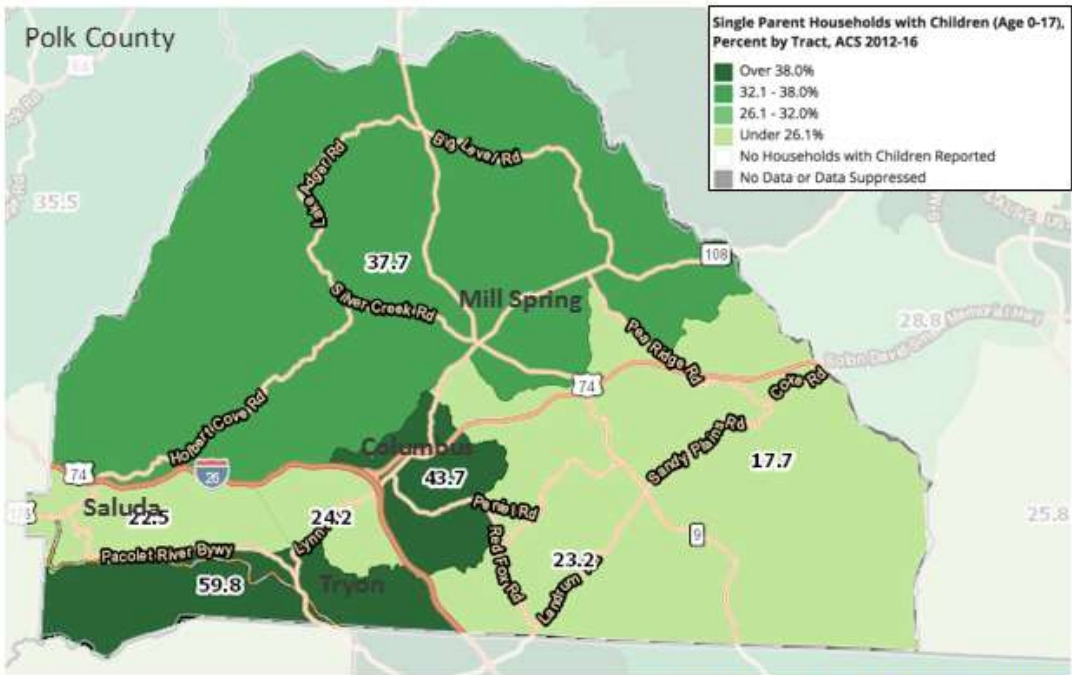 Polk County
Single Parent Households with Children (Age 0-17),
Percent by Tract, ACS 2012-16
Over 38.0%
32.1 - 38.0%
26.1 - 32.0%
Under 26.1%
No Households with Children Reported
No Data or Data Suppressed
64
35.5
Lake Adger Rd
Big Level Rd
37.7
108
Silver Creek Rd
Mill Spring
Pea Ridge Rd
28.8
Memorial Hwy
74
Coxe Rd
Holbert Cove Rd
Columbus
Sandy Plains Rd
17.7
74
26
43.7
Saluda
22.5
24.2
Peniel Rd
25.8
Lynn
Pacolet River Bywy
Red Fox Rd
9
23.2
59.8
Tryon
Landrum